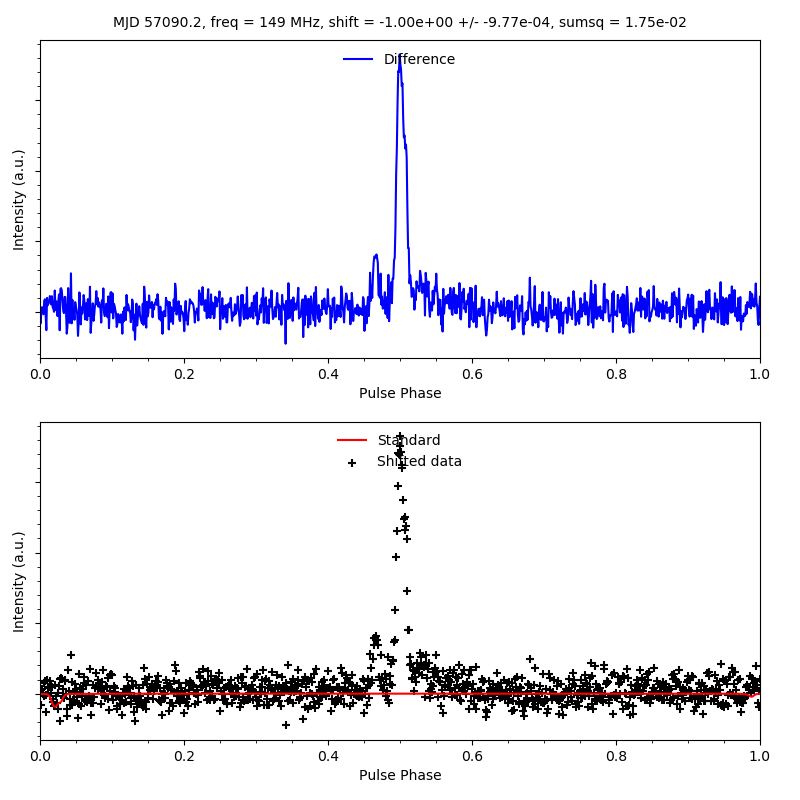 MJD 57090.2, freq = 149 MHz, shift = -1.00e+00 +/- -9.77e-04, sumsq = 1.75e-02
Difference
Intensity (a.u.)
0.0 0.2 0.4 0.6 0.8 1.0
Pulse Phase
Standard
Shifted data
Intensity (a.u.)
0.0 0.2 0.4 0.6 0.8 1.0
Pulse Phase